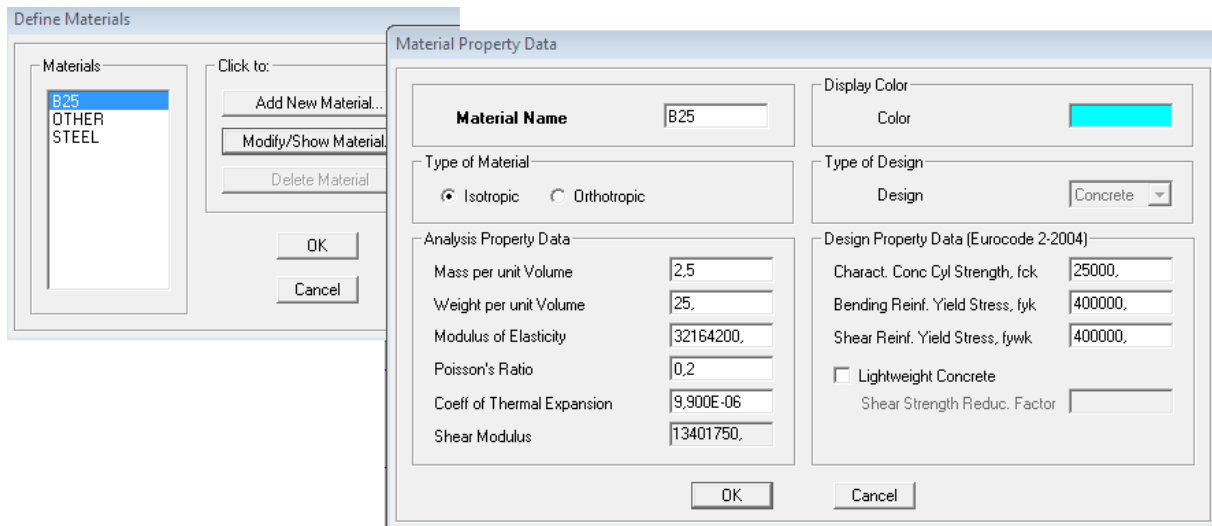 Define Materials
Materials
B25
OTHER
STEEL
Click to:
Add New Material...
Modify/Show Material.
Delete Material
OK
Cancel
Material Property Data
Material Name B25
Display Color
Color
Type of Material
Isotropic Orthotropic
Type of Design
Design Concrete
Analysis Property Data
Mass per unit Volume 2,5
Weight per unit Volume 25,
Modulus of Elasticity 32164200,
Poisson's Ratio 0,2
Coeff of Thermal Expansion 9,900E-06
Shear Modulus 13401750,
Design Property Data (Eurocode 2-2004)
Charact. Conc Cyl Strength, fck 25000,
Bending Reinf. Yield Stress, fyk 400000,
Shear Reinf. Yield Stress, fywk 400000,
Lightweight Concrete
Shear Strength Reduc. Factor
OK Cancel